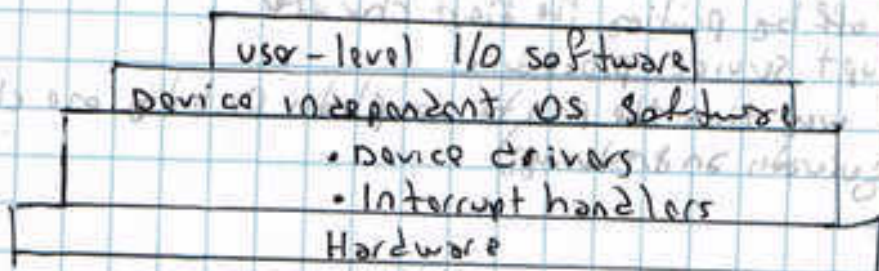 user-level I/O software
Device independent OS software
• Device drivers
• Interrupt handlers
Hardware